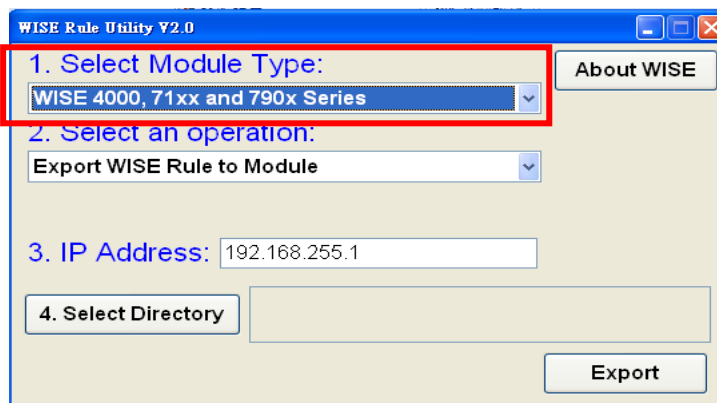 WISE Rule Utility V2.0
1. Select Module Type:
About WISE
WISE 4000, 71xx and 790x Series
2. Select an operation:
Export WISE Rule to Module
3. IP Address: 192.168.255.1
4. Select Directory
Export